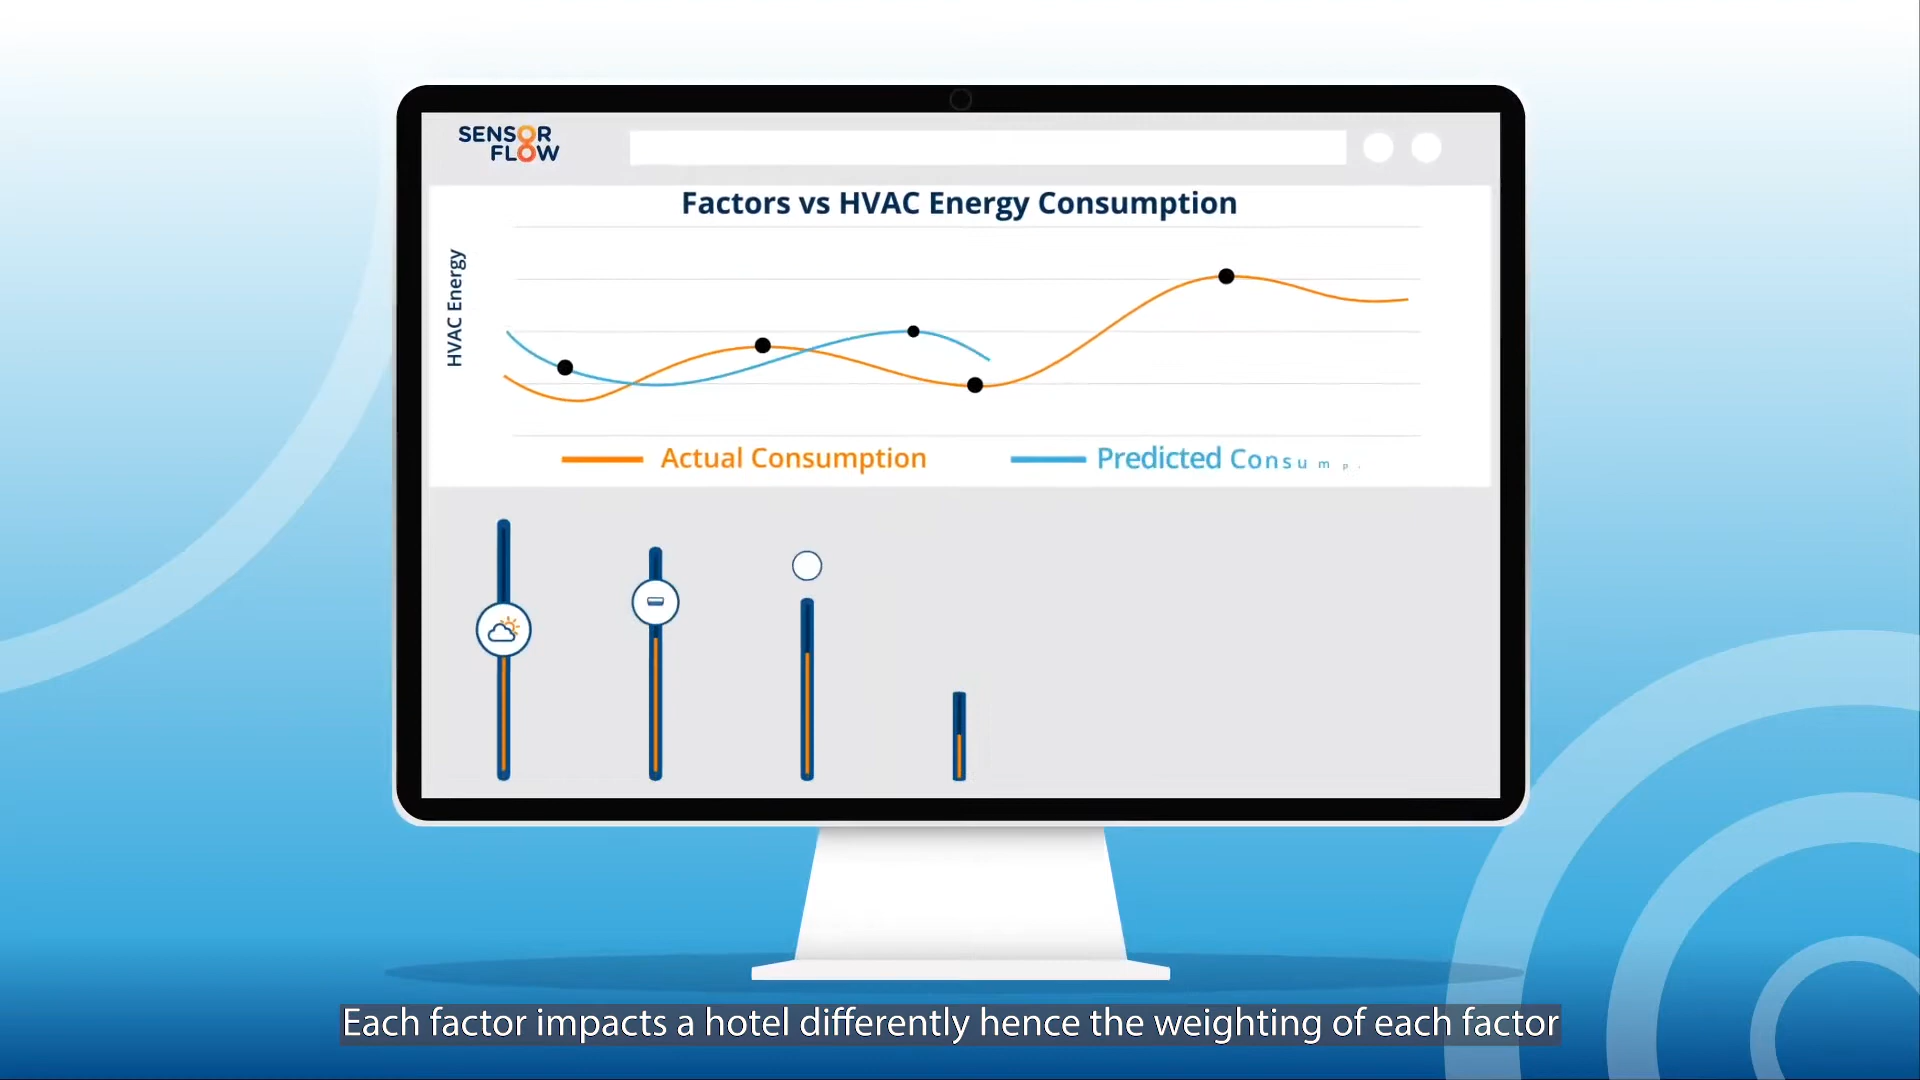 SENSOR
FLOW
Factors vs HVAC Energy Consumption
HVAC Energy
Actual Consumption
Predicted Consump.
Each factor impacts a hotel differently hence the weighting of each factor